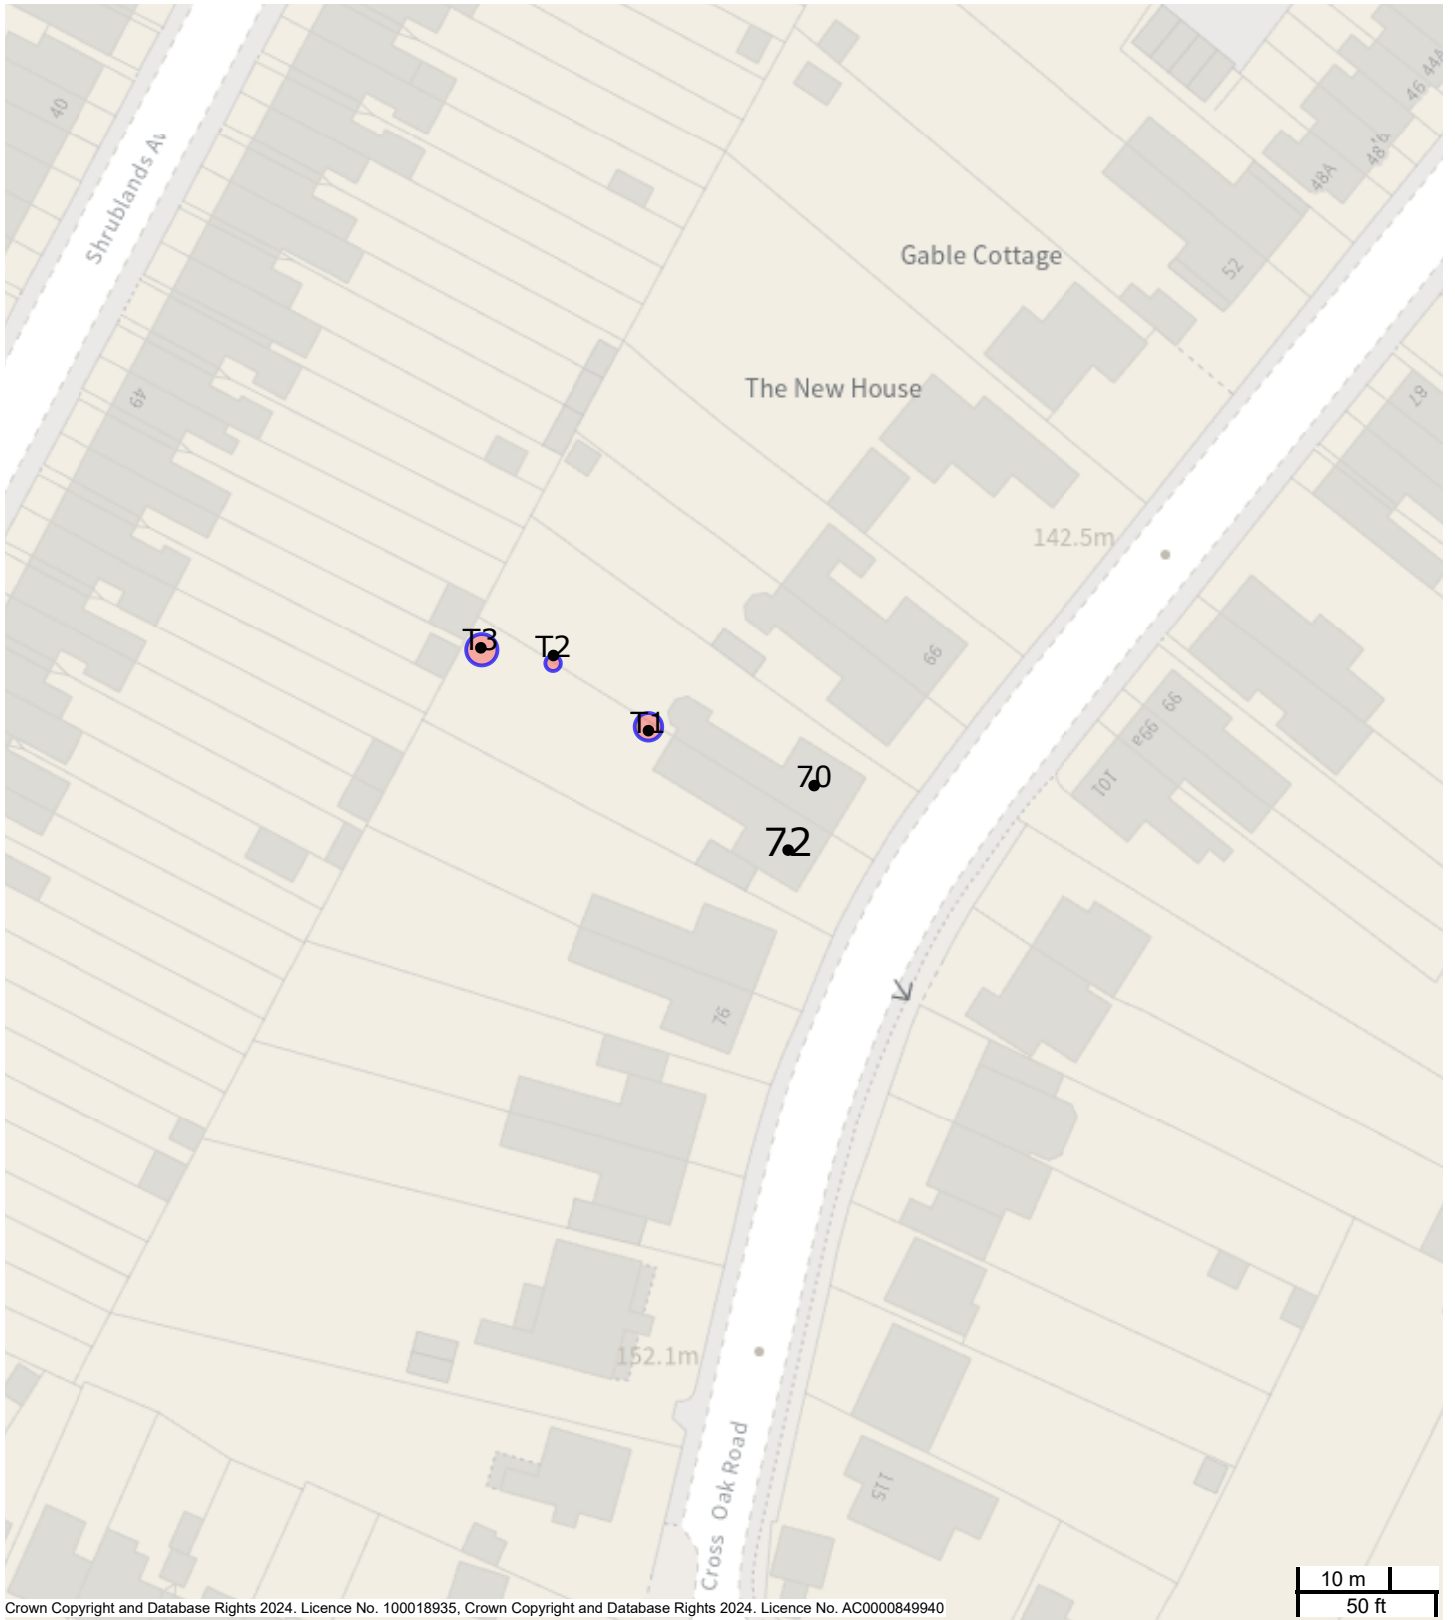 40
Shrublands Av
49
46 44A
48
48A
Gable Cottage
52
The New House
87
142.5m
T3
T2
66
T1
70
72
99
99a
101
76
152.1m
Cross Oak Road
115
10 m
50 ft
Crown Copyright and Database Rights 2024. Licence No. 100018935, Crown Copyright and Database Rights 2024. Licence No. AC0000849940